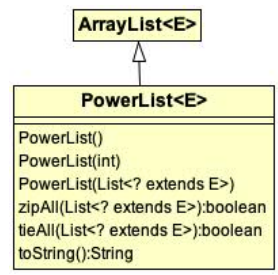 ArrayList<E>
PowerList<E>
PowerList()
PowerList(int)
PowerList(List<? extends E>)
zipAll(List<? extends E>):boolean
tieAll(List<? extends E>):boolean
toString():String